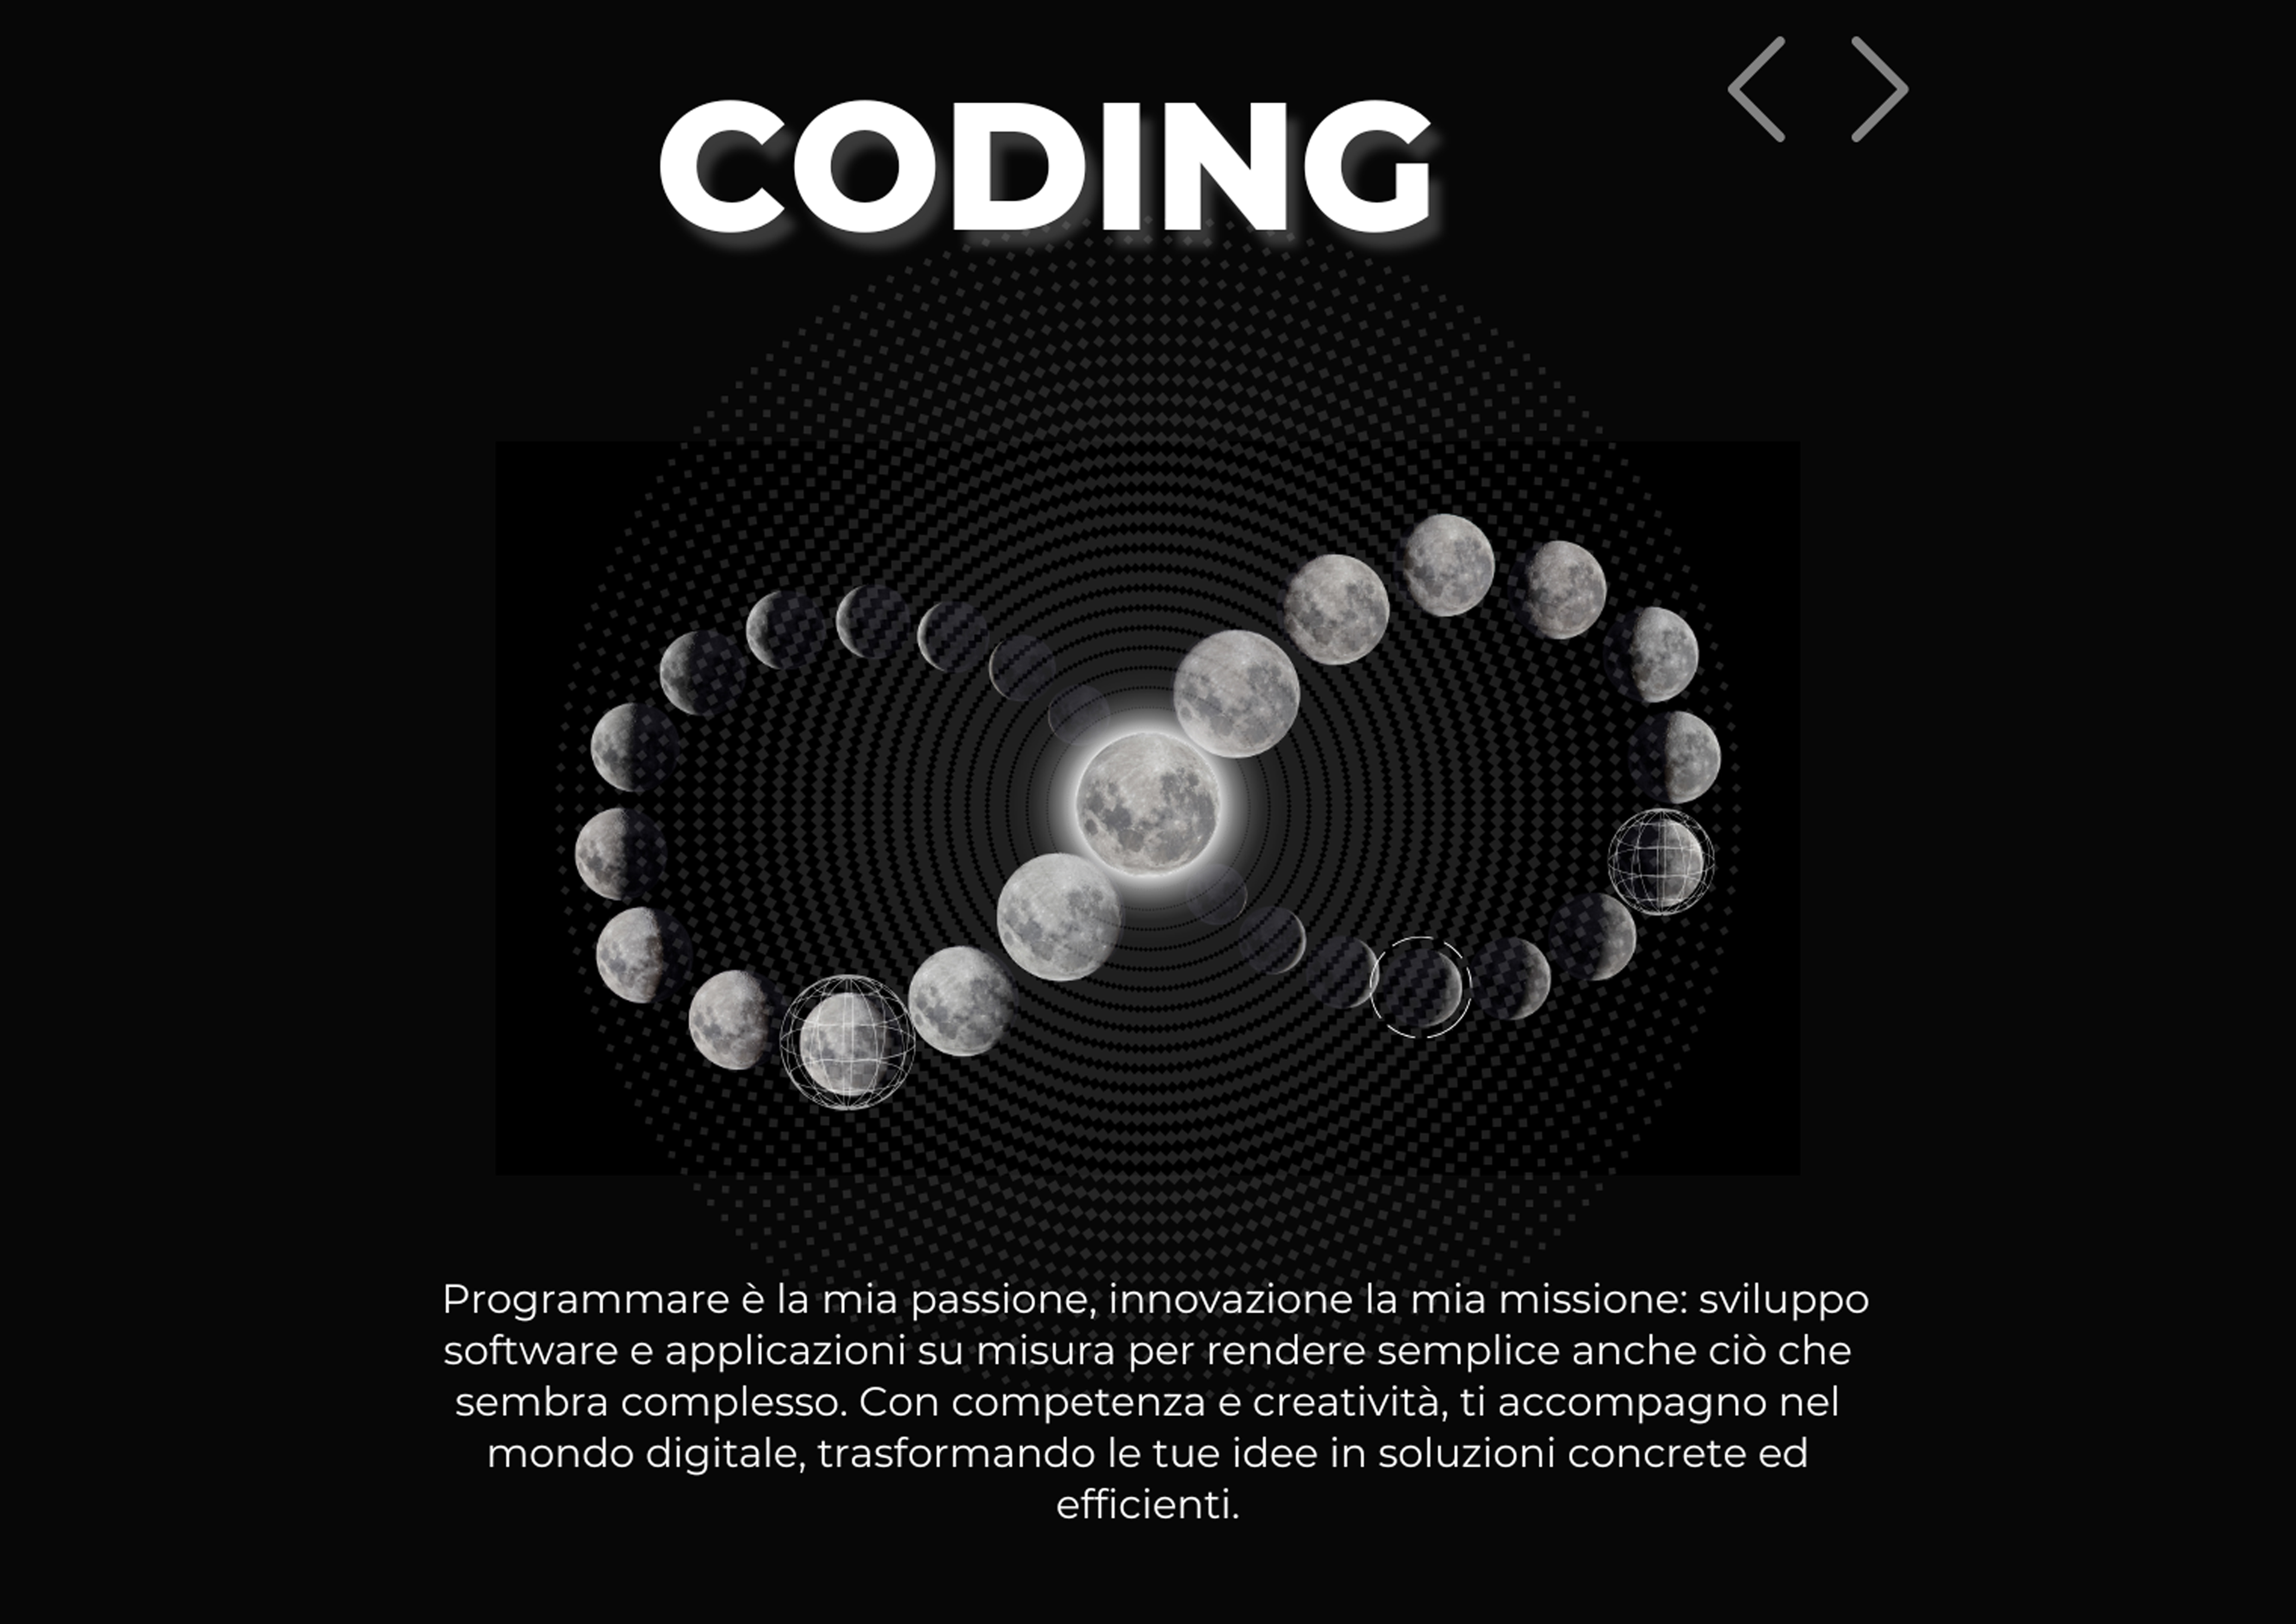 CODING
Programmare è la mia passione, innovazione la mia missione: sviluppo
software e applicazioni su misura per rendere semplice anche ciò che
sembra complesso. Con competenza e creatività, ti accompagno nel
mondo digitale, trasformando le tue idee in soluzioni concrete ed
efficienti.